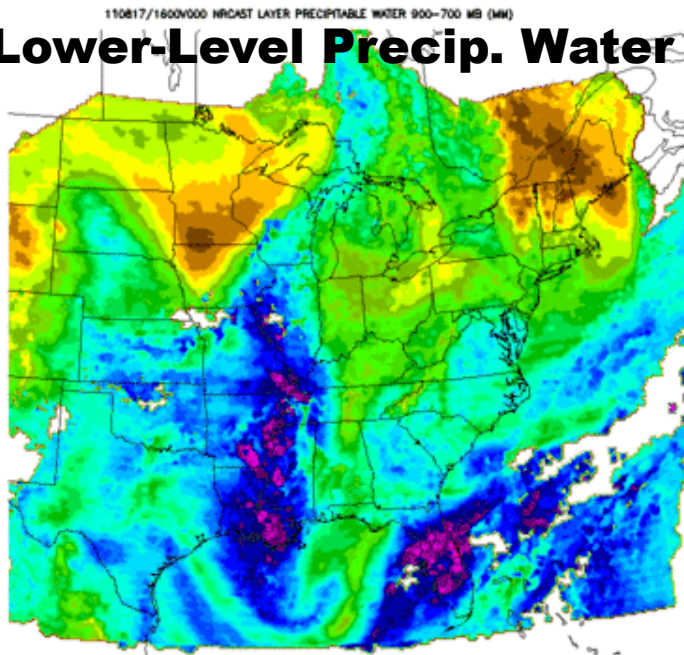 110817/1600V000 NRCAST LAYER PRECIPITABLE WATER 900-700 MB (MM)
Lower-Level Precip. Water